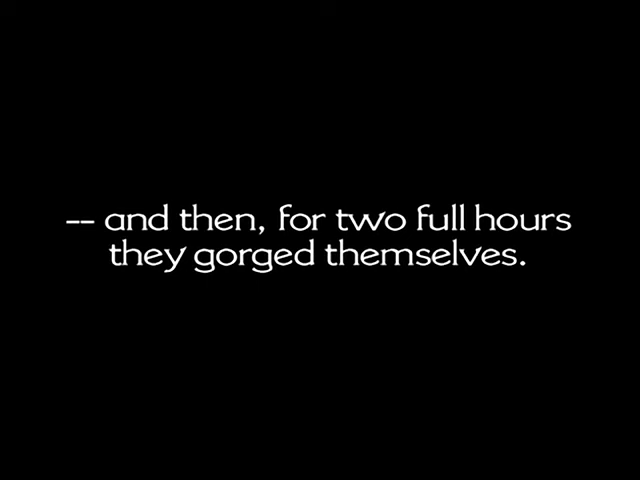 -- and then, for two full hours
they gorged themselves.